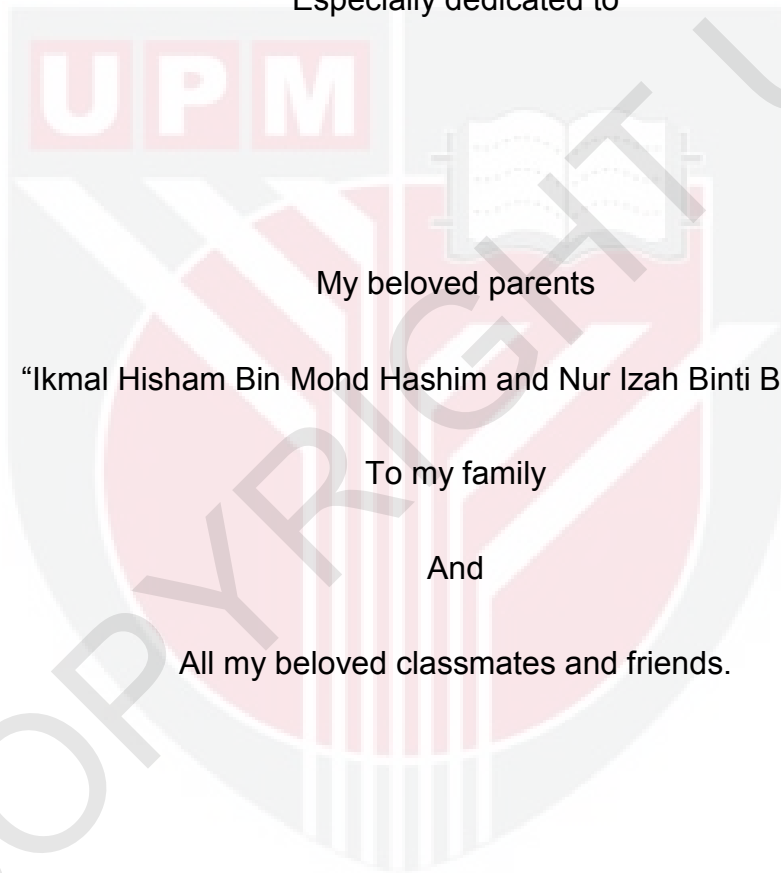 Especially dedicated to
UPM
My beloved parents
“Ikmal Hisham Bin Mohd Hashim and Nur Izah Binti B
To my family
And
All my beloved classmates and friends.
OPYRIGHT U